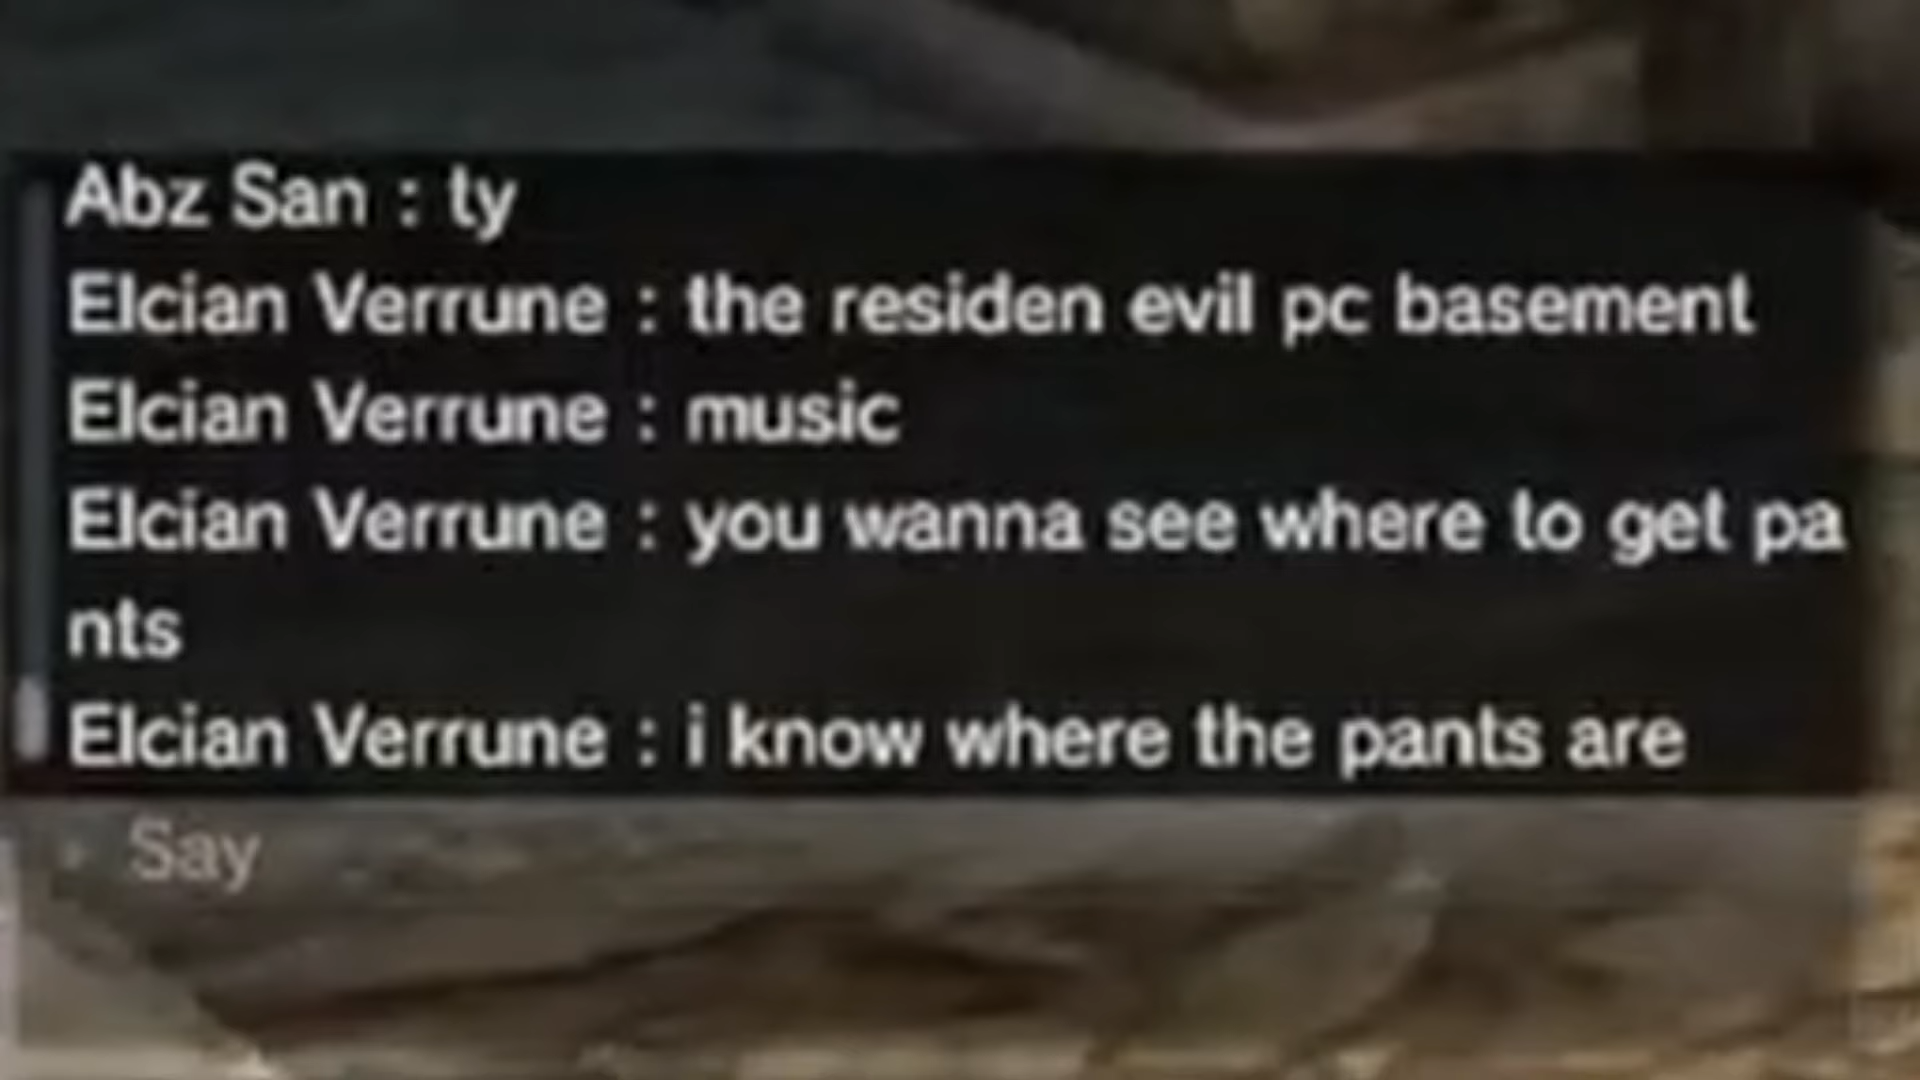 Abz San : ty
Elcian Verrune : the residen evil pc basement
Elcian Verrune : music
Elcian Verrune : you wanna see where to get pa
nts
Elcian Verrune : i know where the pants are
Say